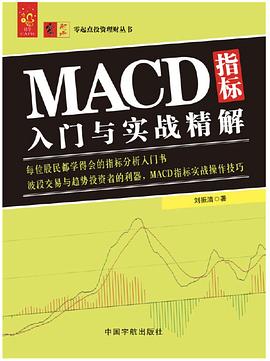 零起点投资理财丛书
MACD指标
入门与实战精解
每位股民都学得会的指标分析入门书
波段交易与趋势投资者的利器，MACD指标实战操作技巧
刘振清◎著
中国宇航出版社